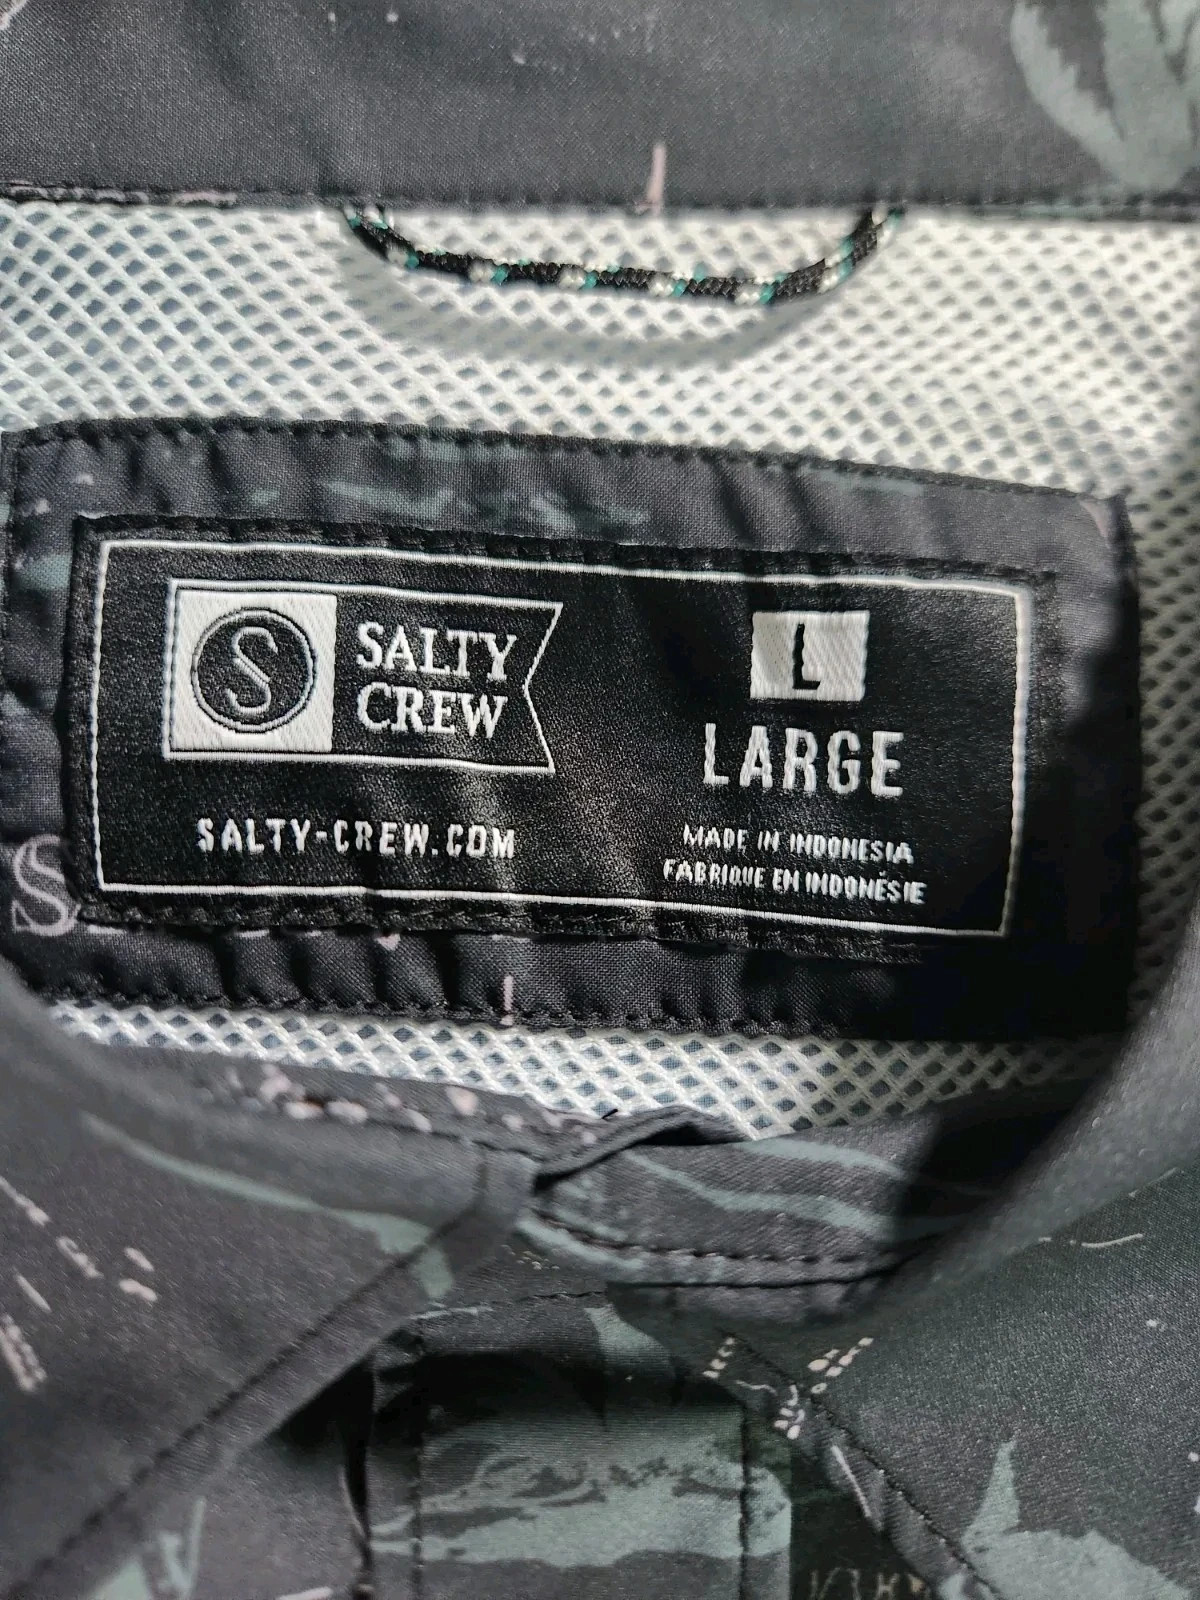 S
SALTY
CREW
SALTY-CREW.COM
L
LARGE
MADE IN INDONESIA
FABRIQUE EN INDONÉSIE
S